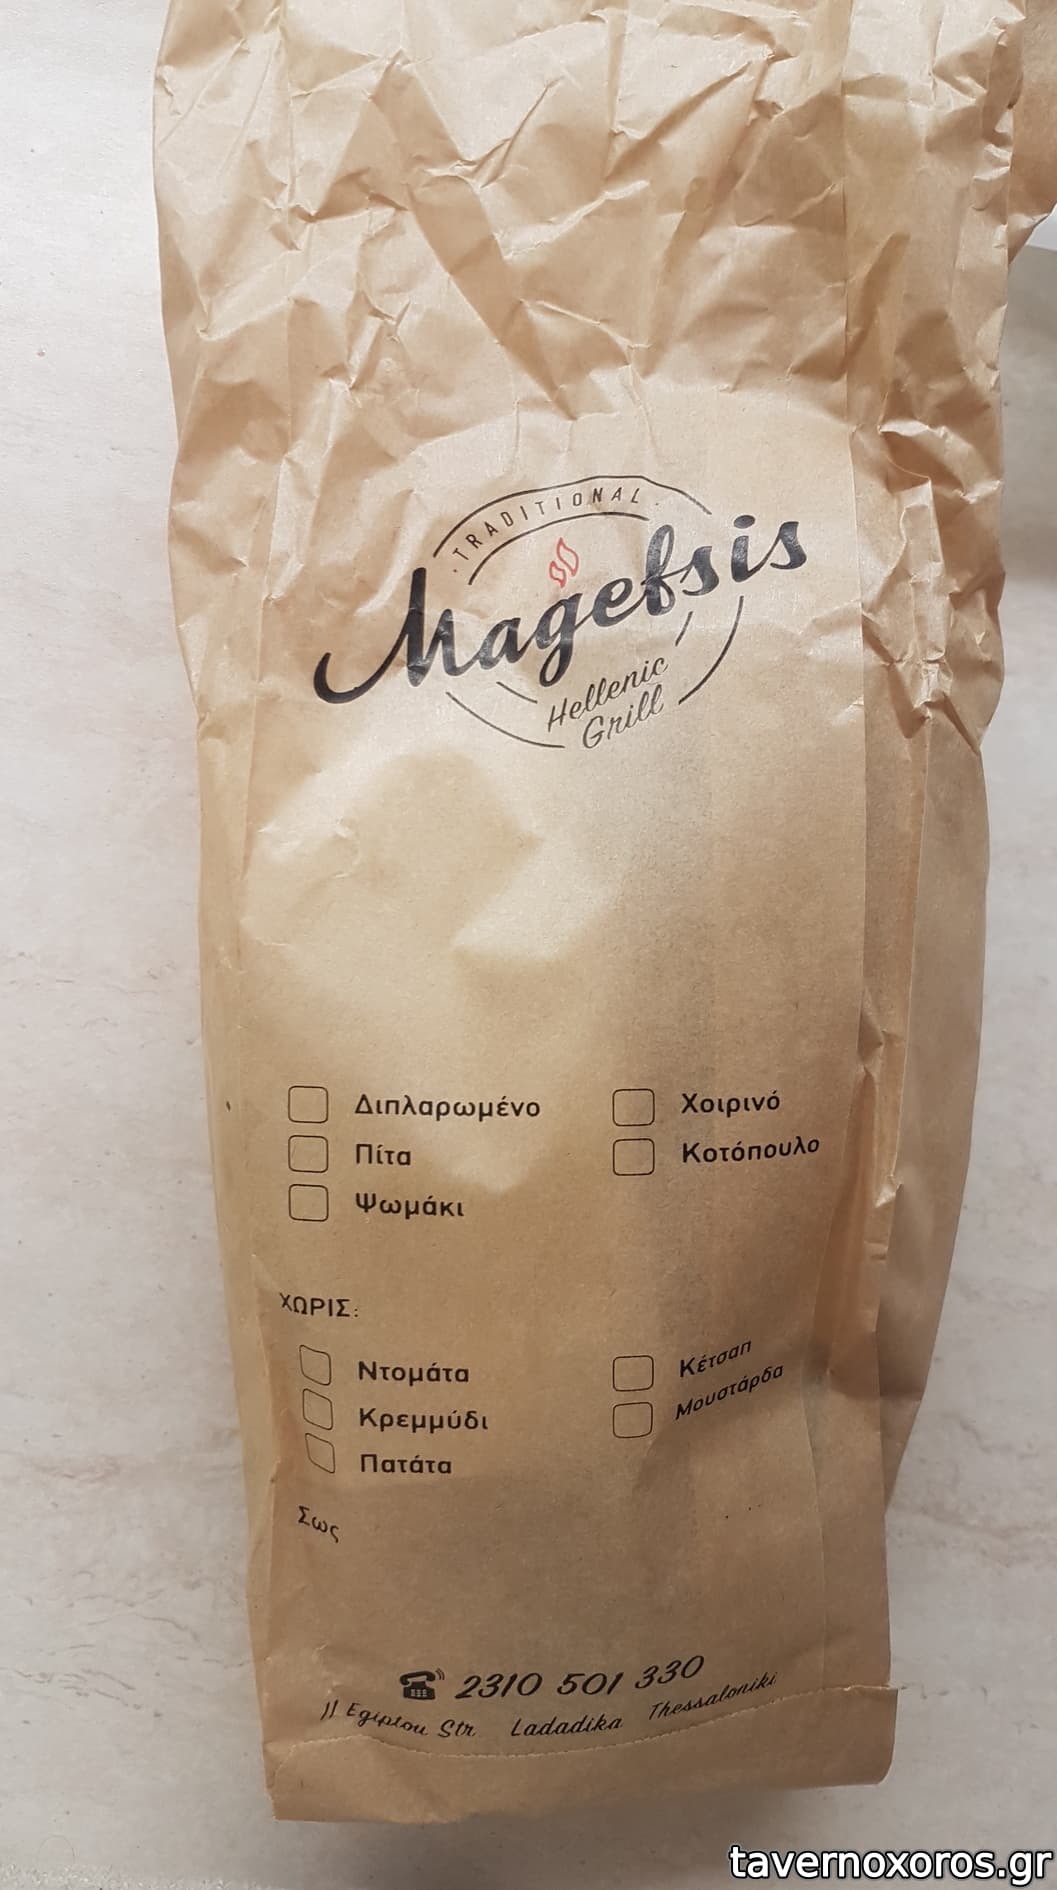 · TRADITIONAL ·
Magefsis
Hellenic
Grill
Διπλαρωμένο
Πίτα
Ψωμάκι
Χοιρινό
Κοτόπουλο
ΧΩΡΙΣ:
Ντομάτα
Κρεμμύδι
Πατάτα
Κέτσαπ
Μουστάρδα
Σως
2310 501 330
11 Egiptou Str Ladadika Thessaloniki
tavernoxoros.gr